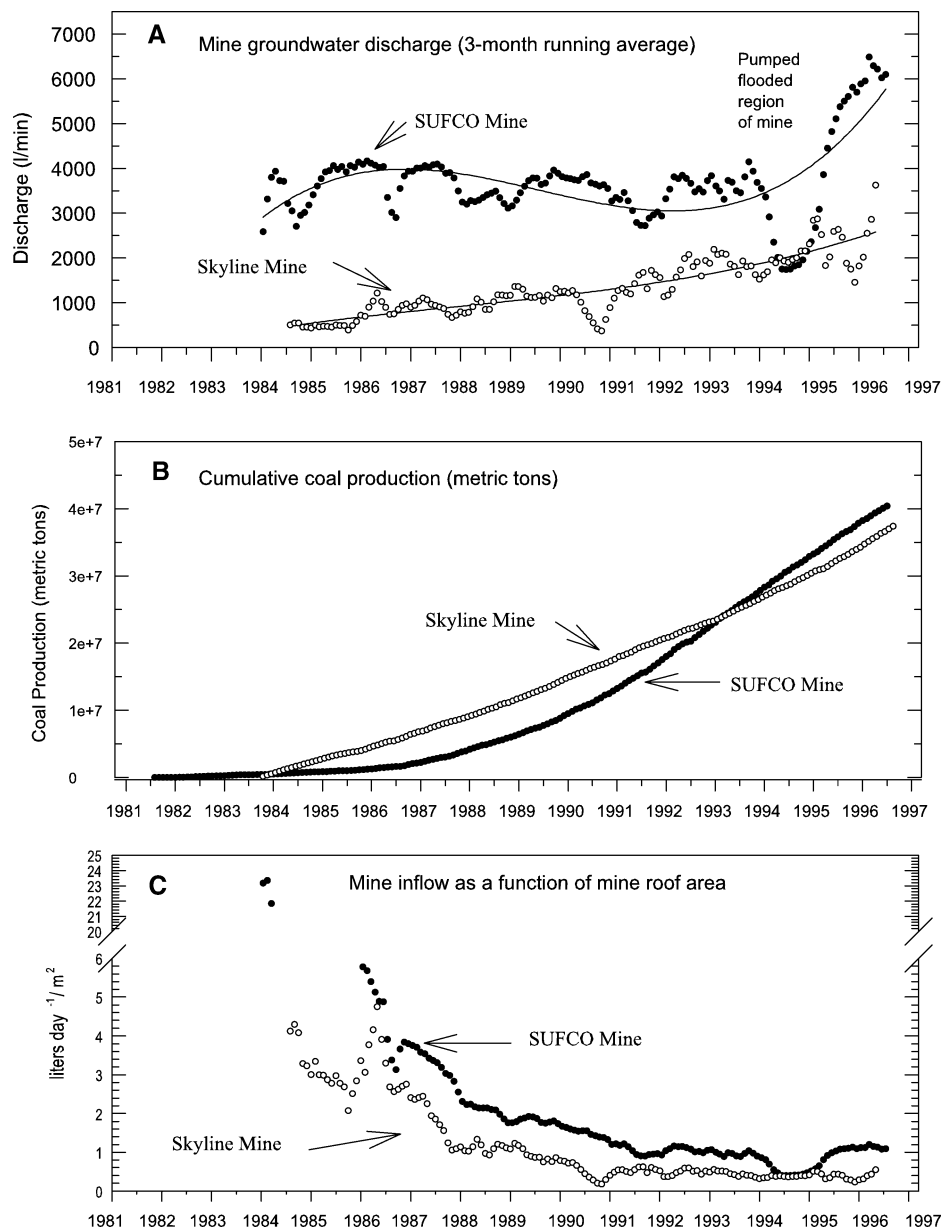 A
Mine groundwater discharge (3-month running average)
Pumped
flooded
region
of mine
SUFCO Mine
Skyline Mine
Discharge (l/min)
7000
6000
5000
4000
3000
2000
1000
0
1981 1982 1983 1984 1985 1986 1987 1988 1989 1990 1991 1992 1993 1994 1995 1996 1997
B
Cumulative coal production (metric tons)
Skyline Mine
SUFCO Mine
Coal Production (metric tons)
5e+7
4e+7
3e+7
2e+7
1e+7
0
1981 1982 1983 1984 1985 1986 1987 1988 1989 1990 1991 1992 1993 1994 1995 1996 1997
C
Mine inflow as a function of mine roof area
SUFCO Mine
Skyline Mine
liters day -1/ m2
25
24
23
22
21
20
6
5
4
3
2
1
0
1981 1982 1983 1984 1985 1986 1987 1988 1989 1990 1991 1992 1993 1994 1995 1996 1997